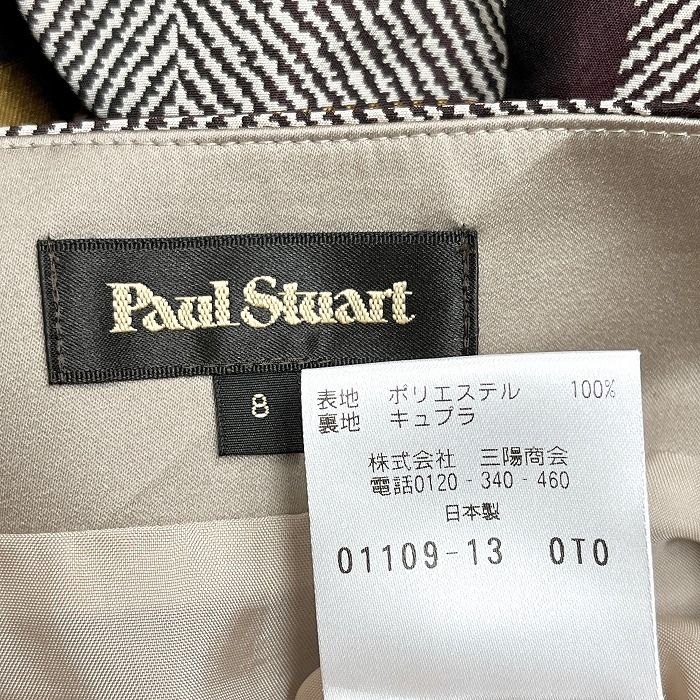 Paul Stuart
8
表地 ポリエステル 100%
裏地 キュプラ
株式会社 三陽商会
電話0120-340-460
日本製
01109-13 OTO